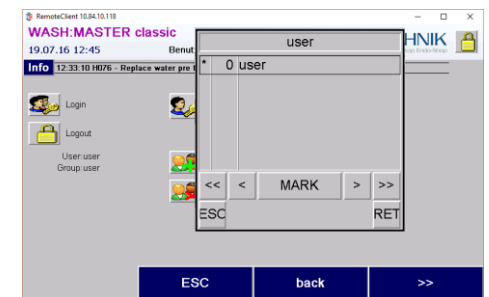 RemoteClient 10.84.10.118
WASH:MASTER classic
HNIK
19.07.16 12:45
Benut
user
Info 12:33:10 H076 - Replace water pre
* 0 user
Login
Logout
User:user
Group:user
<< < MARK > >>
ESC RET
ESC back >>